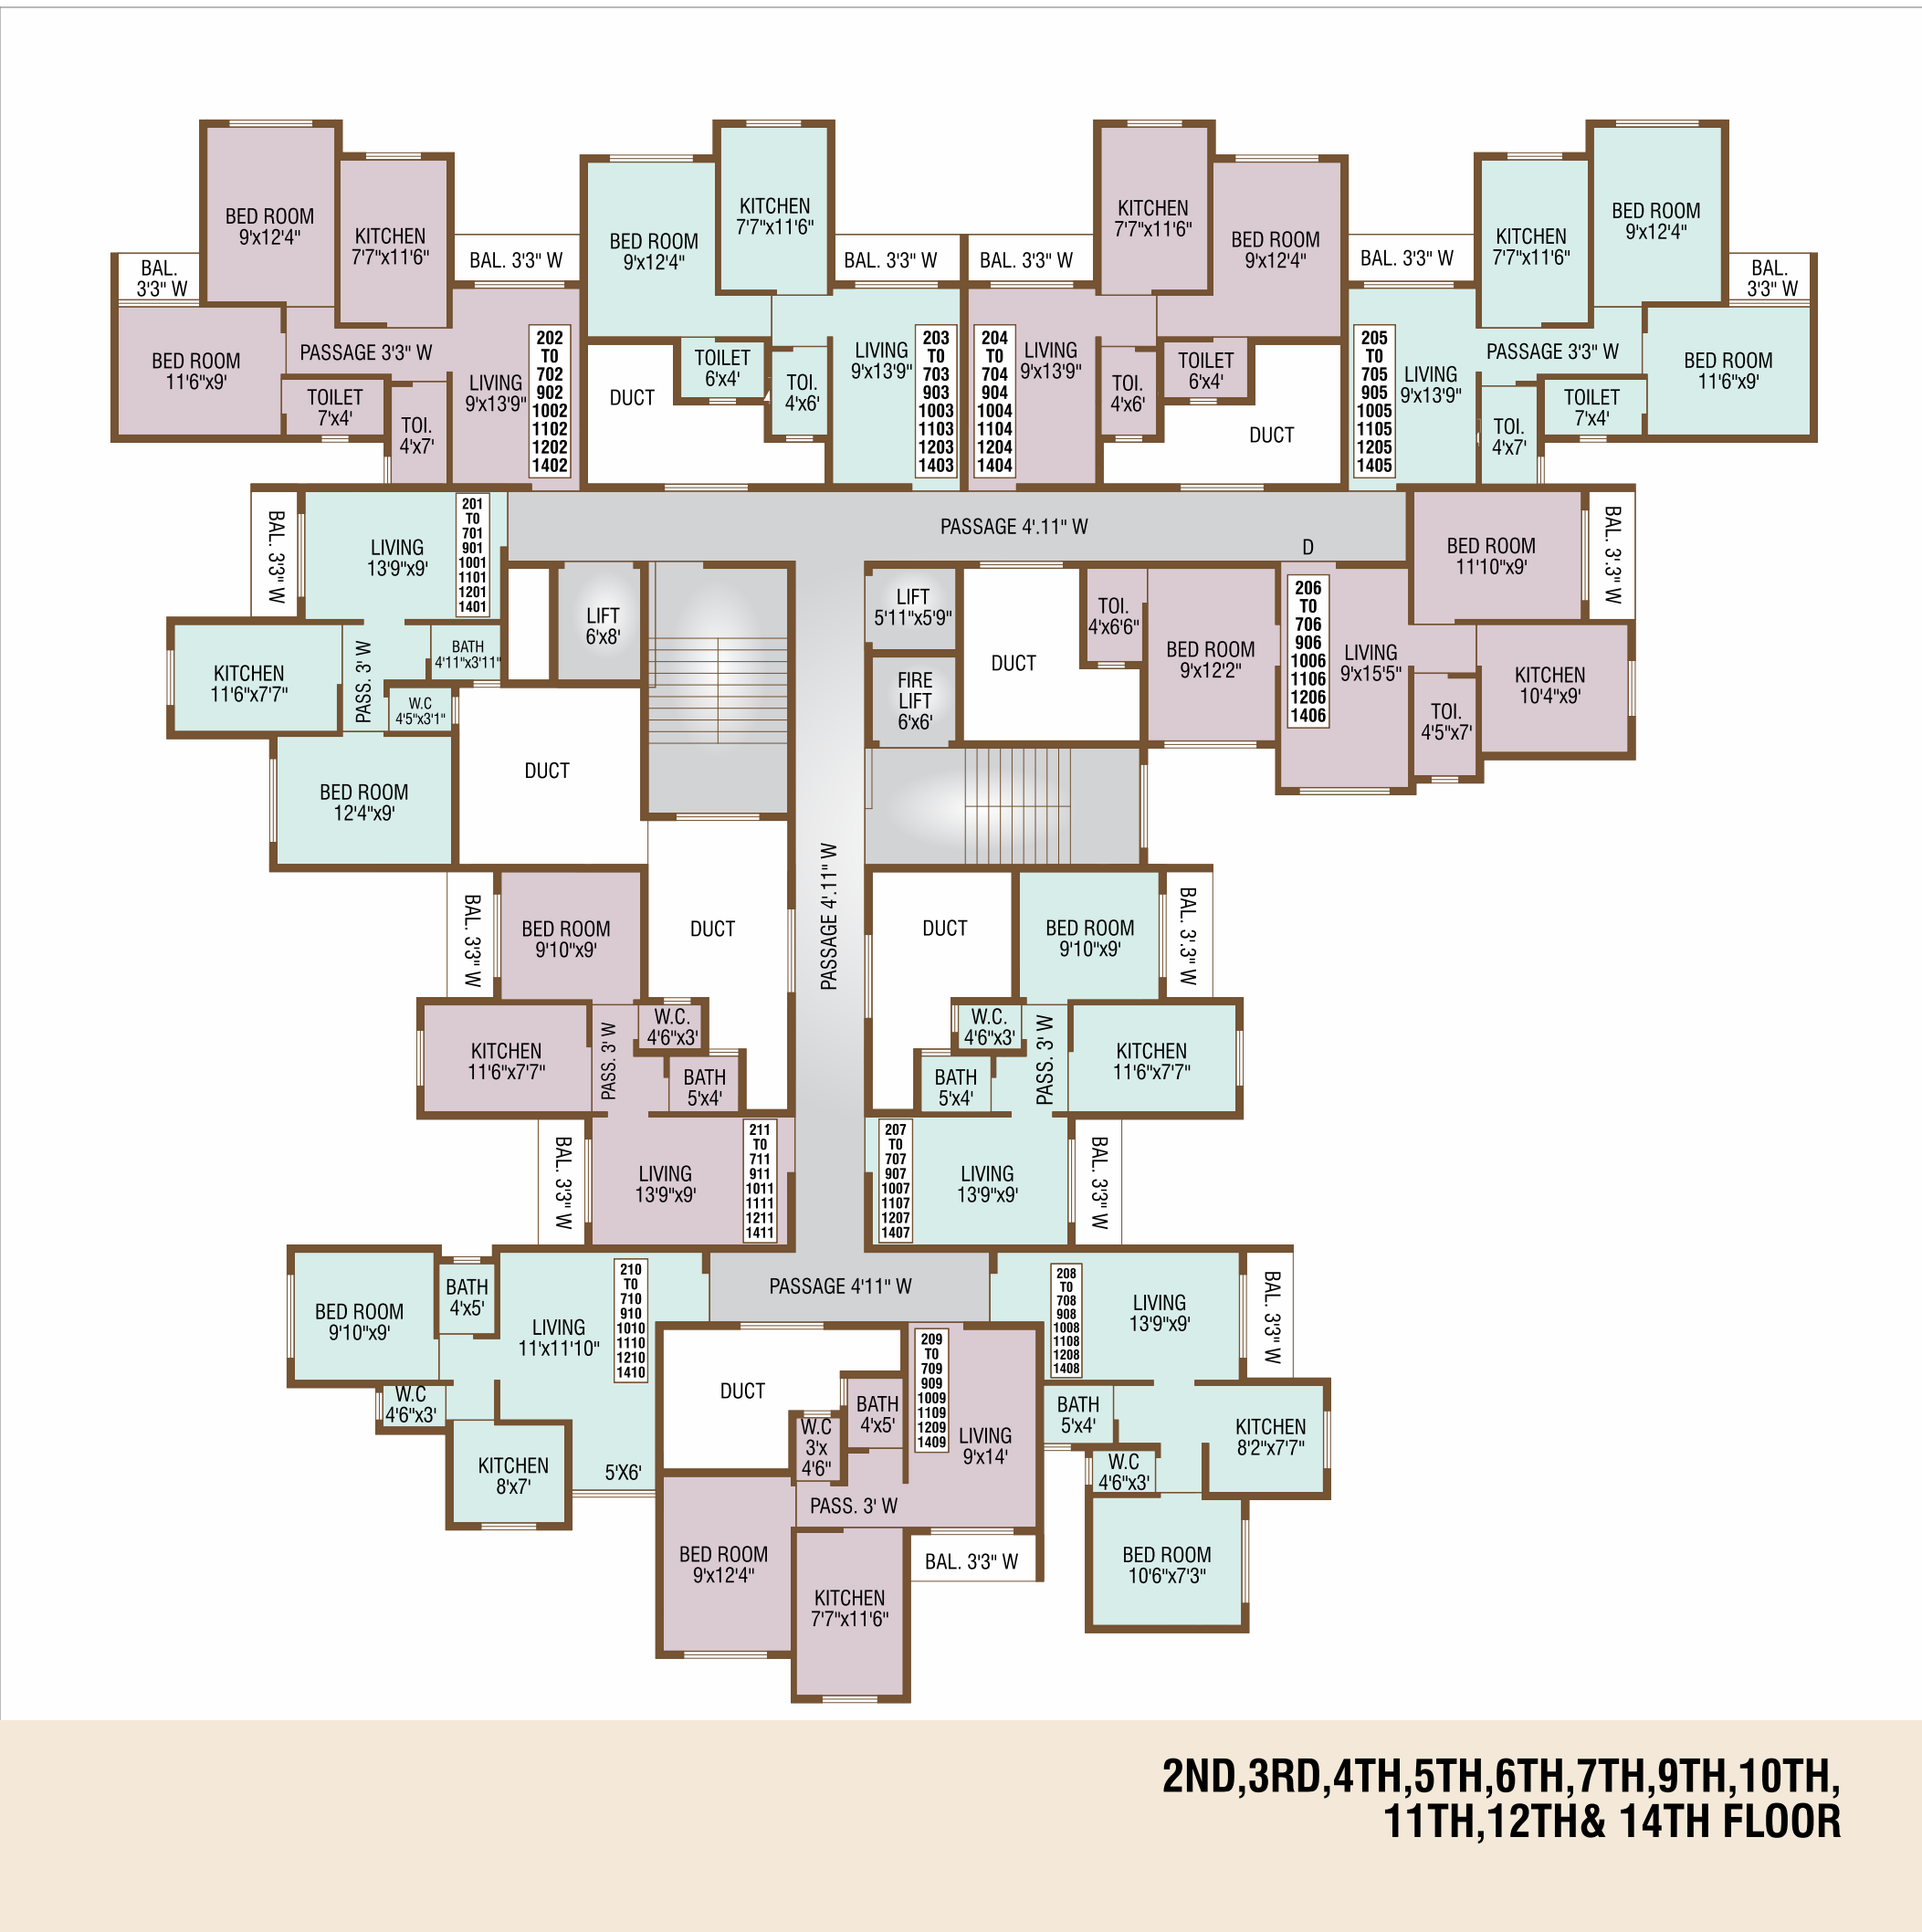 BED ROOM
9'x12'4"
KITCHEN
7'7"x11'6"
BAL.
3'3" W
BAL. 3'3" W
BED ROOM
11'6"x9'
PASSAGE 3'3" W
TOILET
7'x4'
TOI.
4'x7'
LIVING
9'x13'9"
202
TO
702
902
1002
1102
1202
1402
BED ROOM
9'x12'4"
KITCHEN
7'7"x11'6"
BAL. 3'3" W
DUCT
TOILET
6'x4'
TOI.
4'x6'
LIVING
9'x13'9"
203
TO
703
903
1003
1103
1203
1403
BAL. 3'3" W
KITCHEN
7'7"x11'6"
BED ROOM
9'x12'4"
204
TO
704
904
1004
1104
1204
1404
LIVING
9'x13'9"
TOI.
4'x6'
TOILET
6'x4'
DUCT
BAL. 3'3" W
KITCHEN
7'7"x11'6"
BED ROOM
9'x12'4"
BAL.
3'3" W
205
TO
705
905
1005
1105
1205
1405
LIVING
9'x13'9"
PASSAGE 3'3" W
TOI.
4'x7'
TOILET
7'x4'
BED ROOM
11'6"x9'
BAL. 3'3" W
LIVING
13'9"x9'
201
TO
701
901
1001
1101
1201
1401
KITCHEN
11'6"x7'7"
PASS. 3' W
BATH
4'11"x3'11"
W.C
4'5"x3'1"
BED ROOM
12'4"x9'
DUCT
LIFT
6'x8'
PASSAGE 4'.11" W
D
LIFT
5'11"x5'9"
FIRE
LIFT
6'x6'
DUCT
TOI.
4'x6'6"
BED ROOM
9'x12'2"
206
TO
706
906
1006
1106
1206
1406
LIVING
9'x15'5"
BED ROOM
11'10"x9'
BAL. 3'.3" W
KITCHEN
10'4"x9'
TOI.
4'5"x7'
PASSAGE 4'.11" W
BAL. 3'3" W
BED ROOM
9'10"x9'
DUCT
KITCHEN
11'6"x7'7"
PASS. 3' W
W.C.
4'6"x3'
BATH
5'x4'
BAL. 3'3" W
LIVING
13'9"x9'
211
TO
711
911
1011
1111
1211
1411
DUCT
BED ROOM
9'10"x9'
BAL. 3'.3" W
W.C.
4'6"x3'
BATH
5'x4'
PASS. 3' W
KITCHEN
11'6"x7'7"
207
TO
707
907
1007
1107
1207
1407
LIVING
13'9"x9'
BAL. 3'3" W
BED ROOM
9'10"x9'
BATH
4'x5'
LIVING
11'x11'10"
210
TO
710
910
1010
1110
1210
1410
W.C
4'6"x3'
KITCHEN
8'x7'
5'X6'
PASSAGE 4'11" W
DUCT
W.C
3'x
4'6"
BATH
4'x5'
209
TO
709
909
1009
1109
1209
1409
LIVING
9'x14'
PASS. 3' W
BED ROOM
9'x12'4"
KITCHEN
7'7"x11'6"
BAL. 3'3" W
208
TO
708
908
1008
1108
1208
1408
LIVING
13'9"x9'
BAL. 3'3" W
BATH
5'x4'
W.C
4'6"x3'
KITCHEN
8'2"x7'7"
BED ROOM
10'6"x7'3"
2ND,3RD,4TH,5TH,6TH,7TH,9TH,10TH,
11TH,12TH& 14TH FLOOR